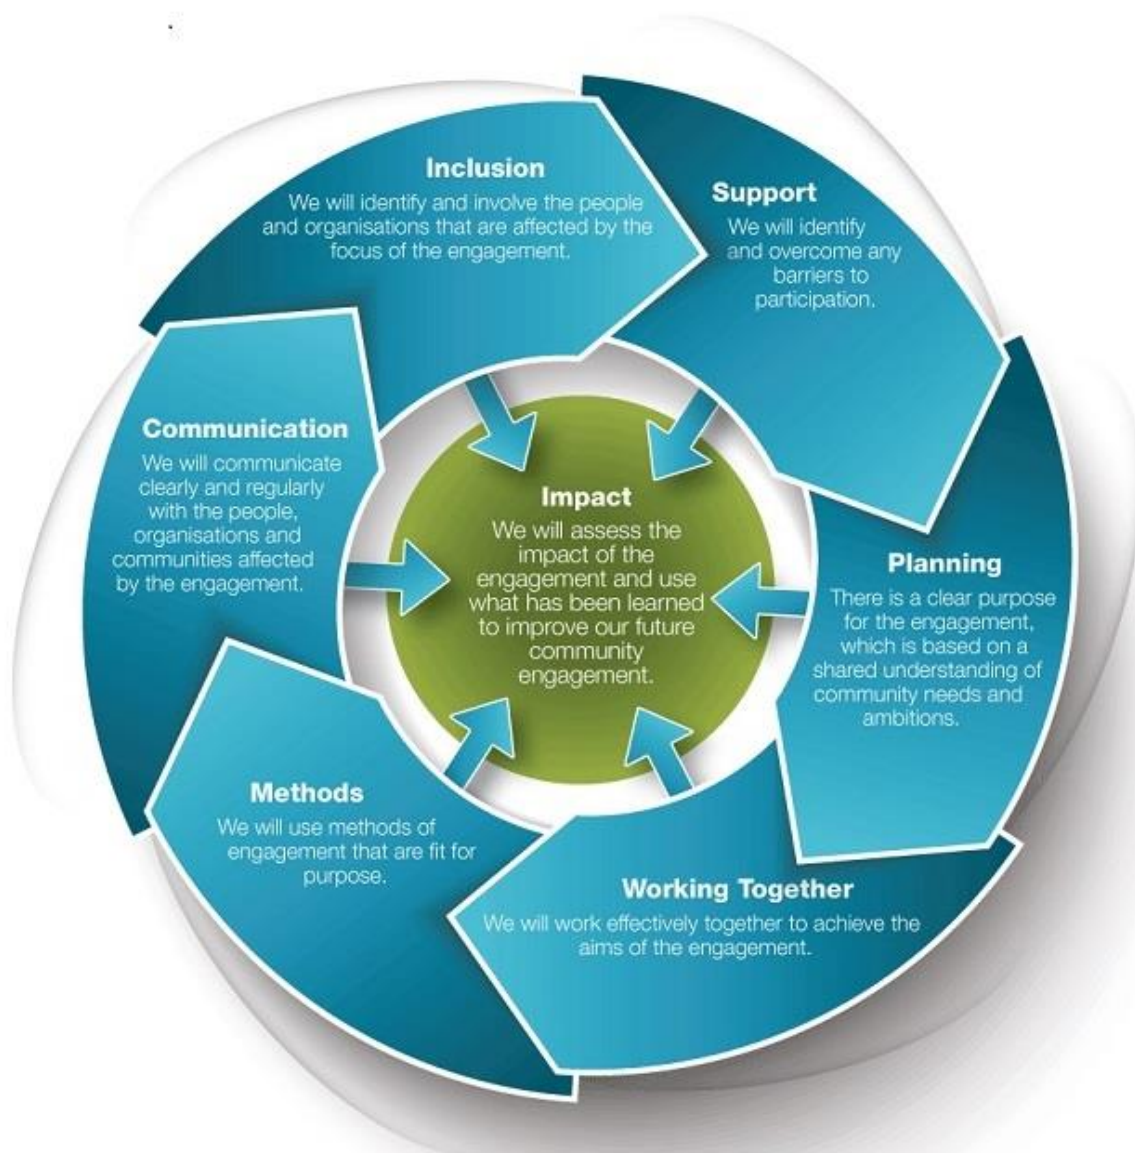 Inclusion
We will identify and involve the people
and organisations that are affected by the
focus of the engagement.
Support
We will identify
and overcome any
barriers to
participation.
Planning
There is a clear purpose
for the engagement,
which is based on a
shared understanding of
community needs and
ambitions.
Working Together
We will work effectively together to achieve the
aims of the engagement.
Methods
We will use methods of
engagement that are fit for
purpose.
Communication
We will communicate
clearly and regularly
with the people,
organisations and
communities affected
by the engagement.
Impact
We will assess the
impact of the
engagement and use
what has been learned
to improve our future
community
engagement.